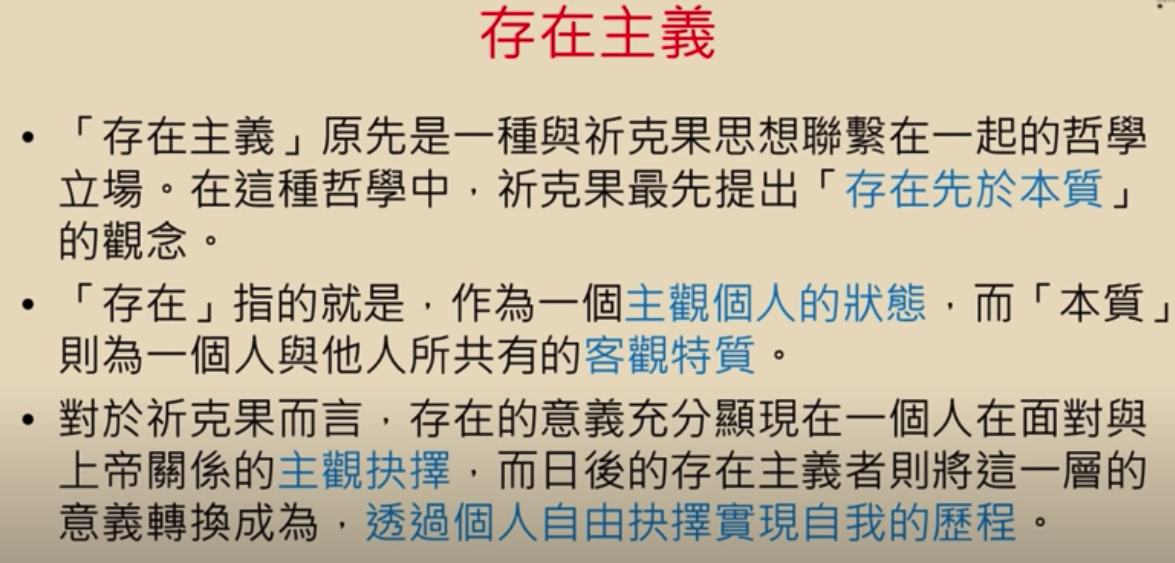 存在主義
• 「存在主義」原先是一種與祈克果思想聯繫在一起的哲學
立場。在這種哲學中，祈克果最先提出「存在先於本質」
的觀念。
• 「存在」指的就是，作為一個主觀個人的狀態，而「本質」
則為一個人與他人所共有的客觀特質。
• 對於祈克果而言，存在的意義充分顯現在一個人在面對與
上帝關係的主觀抉擇，而日後的存在主義者則將這一層的
意義轉換成為，透過個人自由抉擇實現自我的歷程。